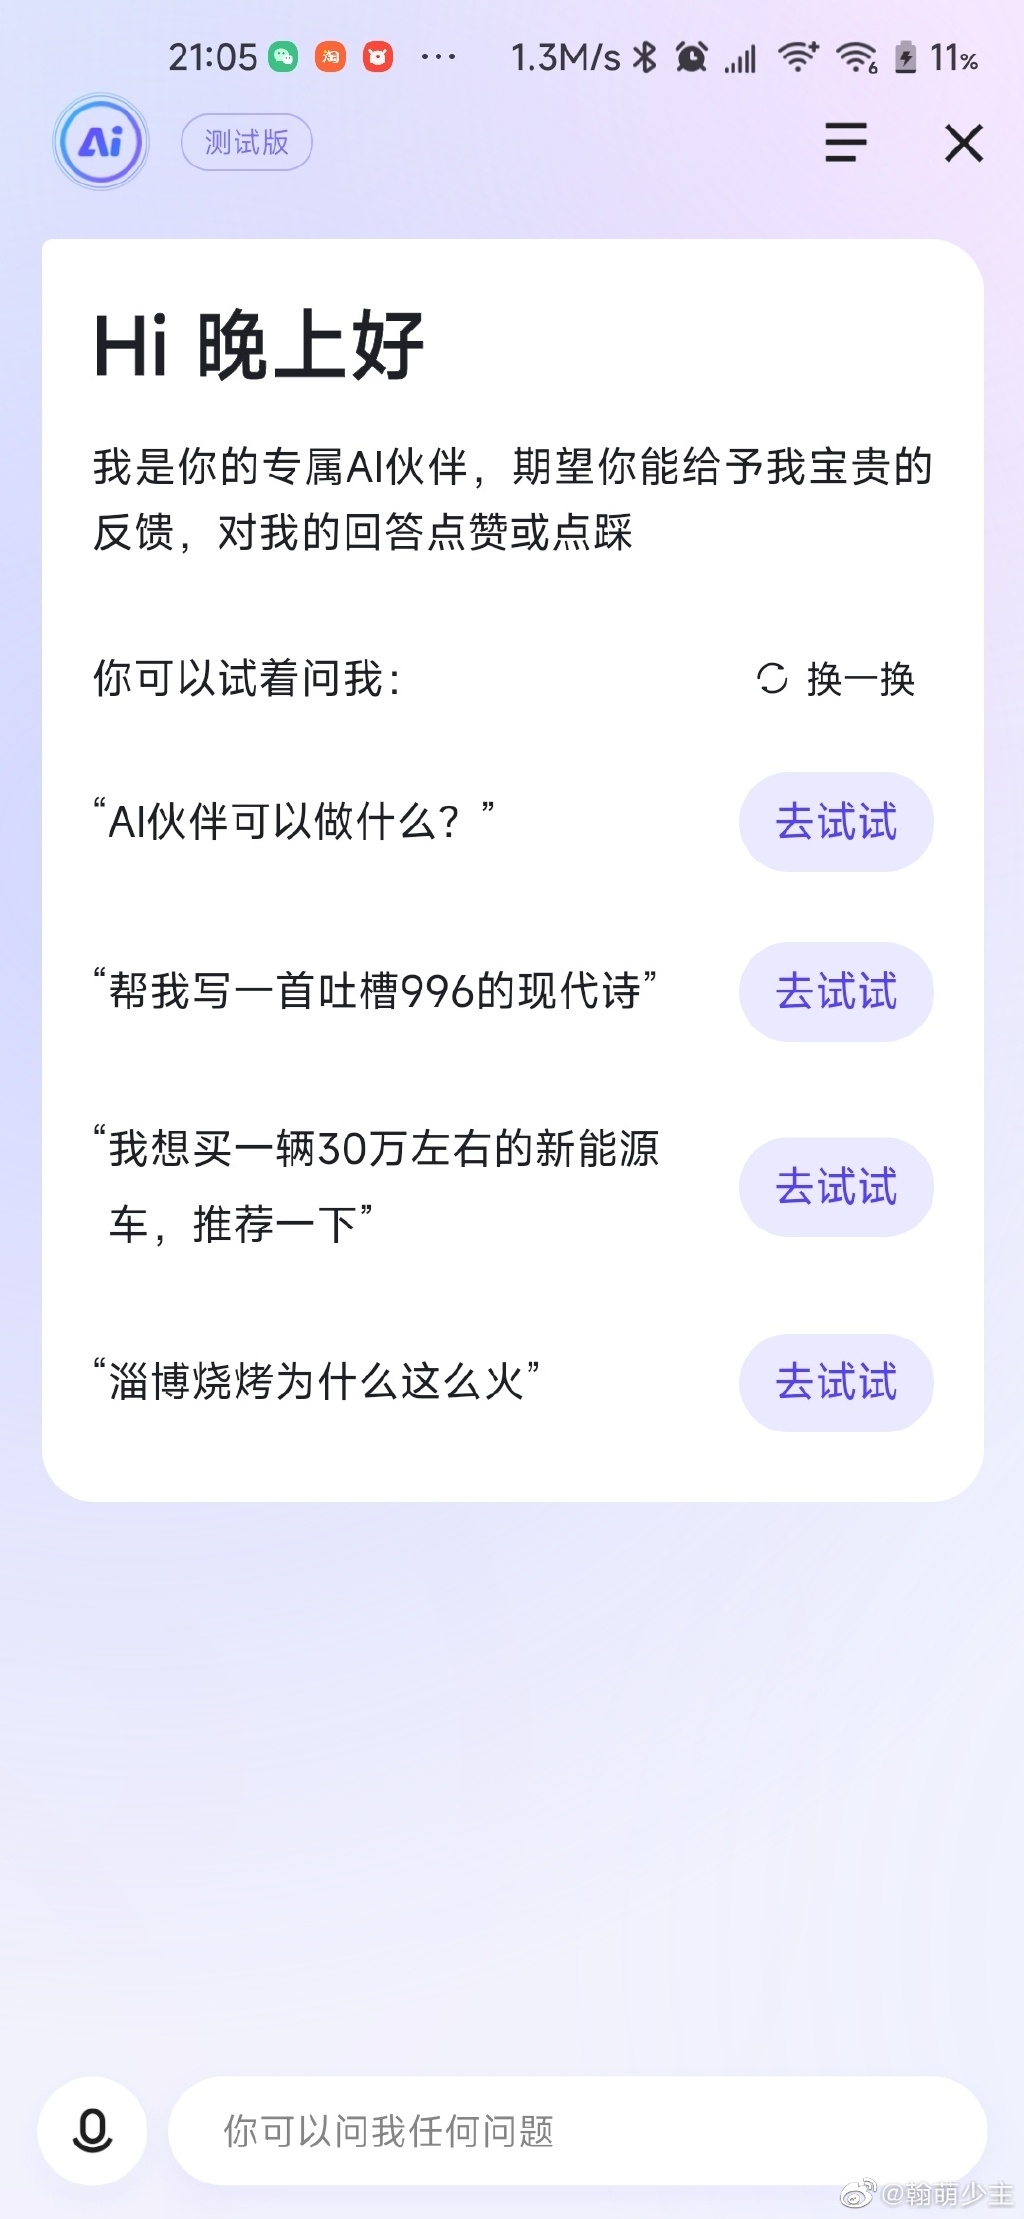 21:05 淘 ··· 1.3M/s 6 11%
Ai 测试版
Hi 晚上好
我是你的专属AI伙伴，期望你能给予我宝贵的
反馈，对我的回答点赞或点踩
你可以试着问我： 换一换
“AI伙伴可以做什么？” 去试试
“帮我写一首吐槽996的现代诗” 去试试
“我想买一辆30万左右的新能源
车，推荐一下” 去试试
“淄博烧烤为什么这么火” 去试试
你可以问我任何问题
@翰萌少主